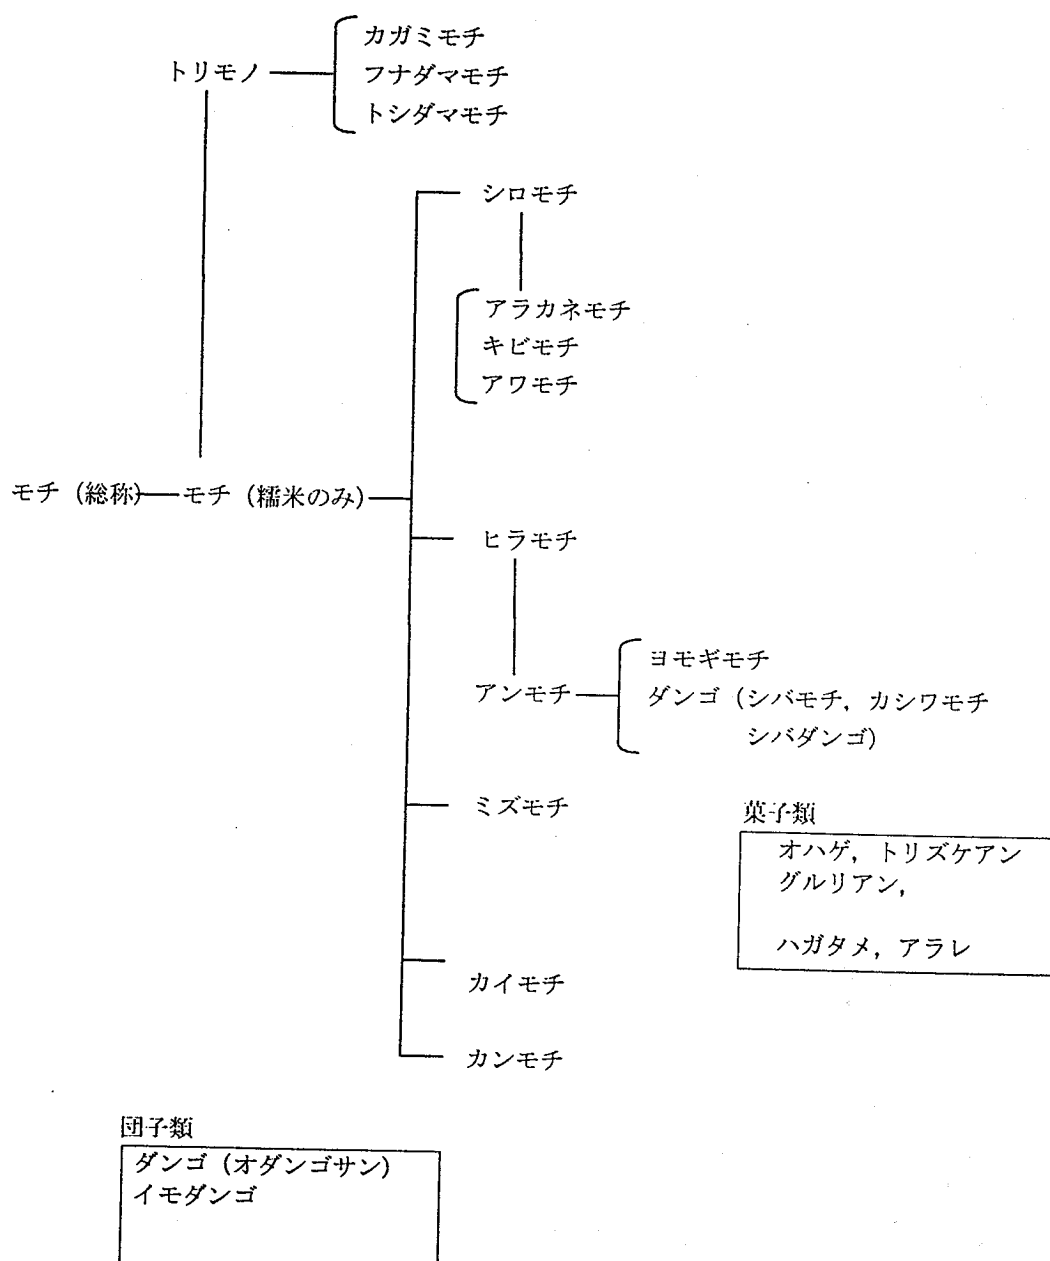 カガミモチ
トリモノ
フナダマモチ
トシダマモチ
シロモチ
アラカネモチ
キビモチ
アワモチ
モチ（総称）
モチ（糯米のみ）
ヒラモチ
アンモチ
ヨモギモチ
ダンゴ（シバモチ，カシワモチ
シバダンゴ）
ミズモチ
菓子類
オハゲ，トリズケアン
グルリアン，
ハガタメ，アラレ
カイモチ
カンモチ
団子類
ダンゴ（オダンゴサン）
イモダンゴ